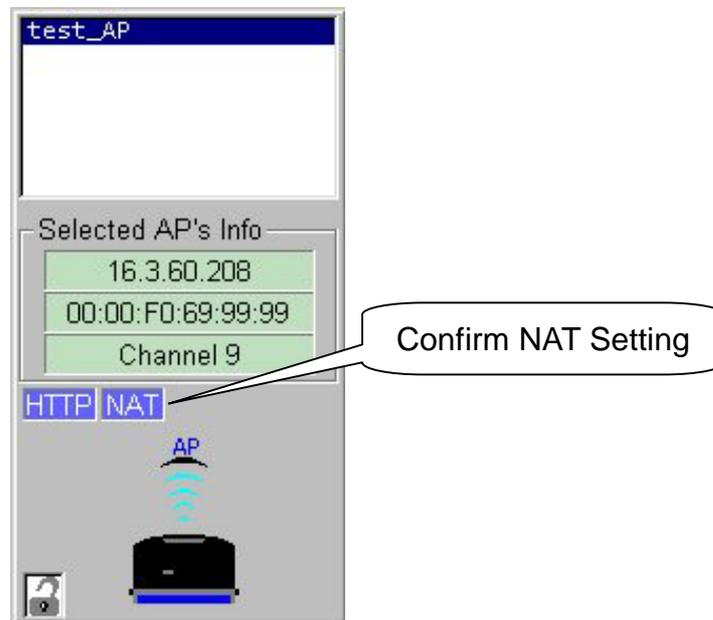 test_AP
Selected AP's Info
16.3.60.208
00:00:F0:69:99:99
Channel 9
Confirm NAT Setting
HTTP NAT
AP